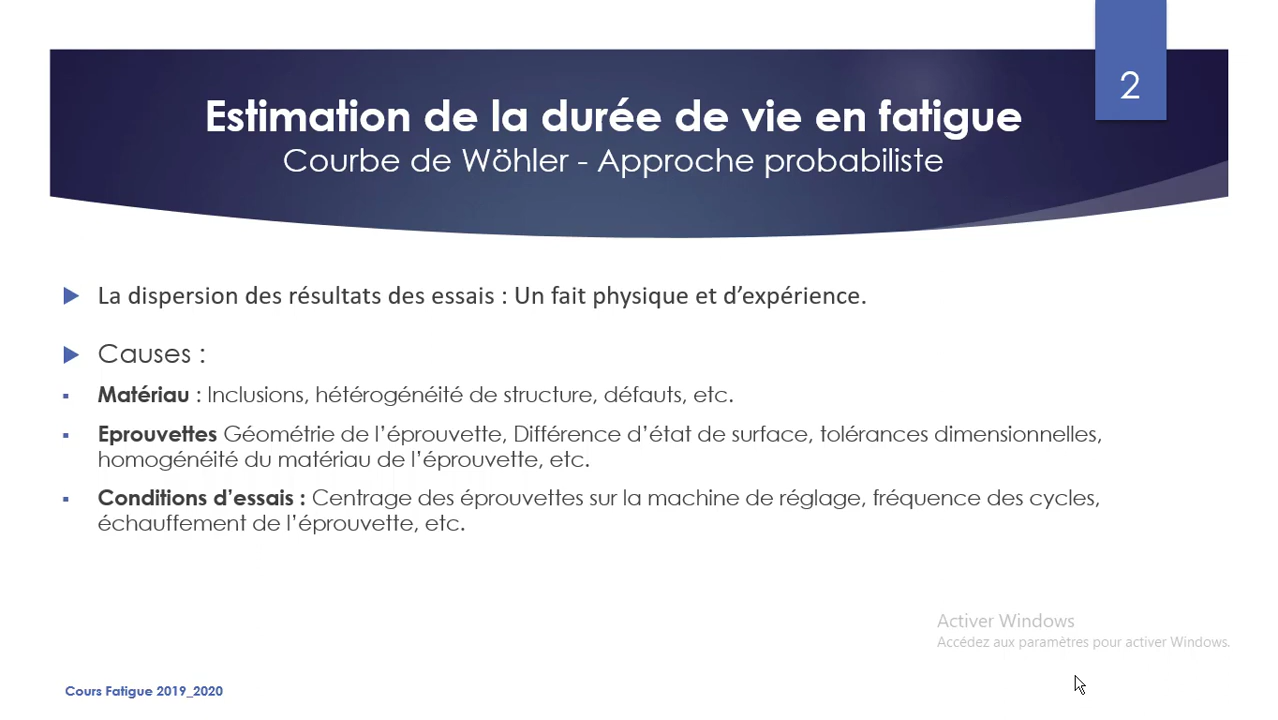 2
Estimation de la durée de vie en fatigue
Courbe de Wöhler - Approche probabiliste
La dispersion des résultats des essais : Un fait physique et d’expérience.
Causes :
Matériau : Inclusions, hétérogénéité de structure, défauts, etc.
Eprouvettes Géométrie de l’éprouvette, Différence d’état de surface, tolérances dimensionnelles,
homogénéité du matériau de l’éprouvette, etc.
Conditions d’essais : Centrage des éprouvettes sur la machine de réglage, fréquence des cycles,
échauffement de l’éprouvette, etc.
Activer Windows
Accédez aux paramètres pour activer Windows.
Cours Fatigue 2019_2020